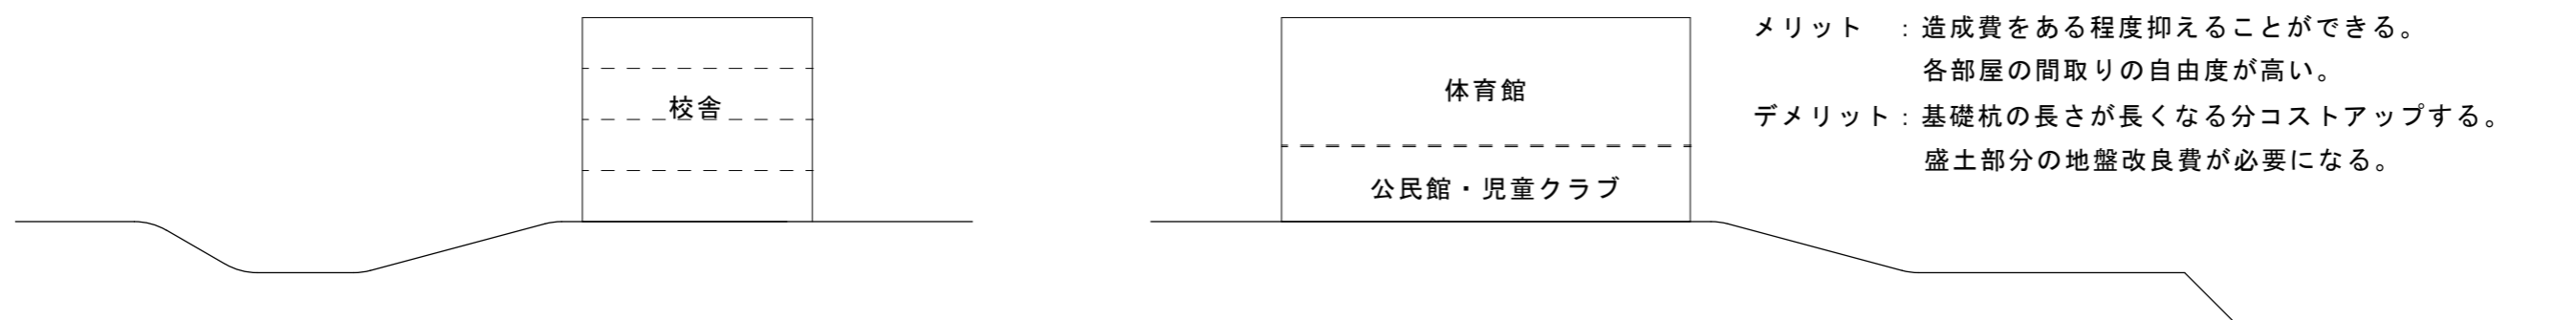 校舎
体育館
公民館・児童クラブ
メリット　：造成費をある程度抑えることができる。
各部屋の間取りの自由度が高い。
デメリット：基礎杭の長さが長くなる分コストアップする。
盛土部分の地盤改良費が必要になる。